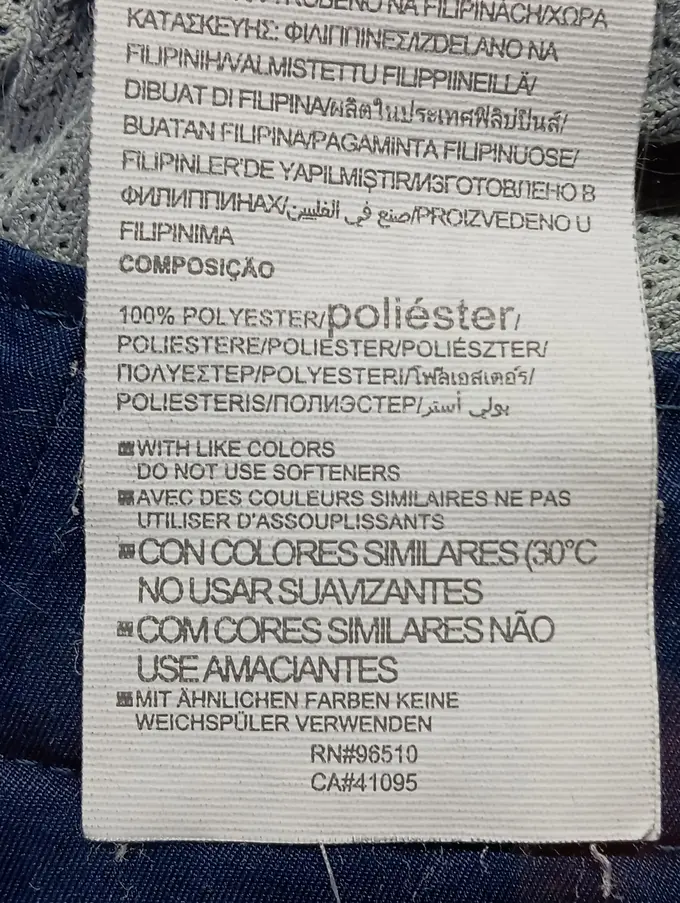 NA FILIPINÁCH/ΧΩΡΑ
ΚΑΤΑΣΚΕΥΗΣ: ΦΙΛΙΠΠΙΝΕΣ/IZDELANO NA
FILIPINIH/VALMISTETTU FILIPPIINEILLÄ/
DIBUAT DI FILIPINA/ผลิตในประเทศฟิลิปปินส์/
BUATAN FILIPINA/PAGAMINTA FILIPINUOSE/
FILIPINLER'DE YAPILMIŞTIR/ИЗГОТОВЛЕНО В
ФИЛИППИНАХ/صنع في الفلبين/PROIZVEDENO U
FILIPINIMA
COMPOSIÇÃO
100% POLYESTER/poliéster/
POLIESTERE/POLIESTER/POLIÉSZTER/
ΠΟΛΥΕΣΤΕΡ/POLYESTERI/โพลีเอสเตอร์/
POLIESTERIS/ПОЛИЭСТЕР/بولي أستر
WITH LIKE COLORS
DO NOT USE SOFTENERS
AVEC DES COULEURS SIMILAIRES NE PAS
UTILISER D'ASSOUPLISSANTS
CON COLORES SIMILARES (30°C
NO USAR SUAVIZANTES
COM CORES SIMILARES NÃO
USE AMACIANTES
MIT ÄHNLICHEN FARBEN KEINE
WEICHSPÜLER VERWENDEN
RN#96510
CA#41095